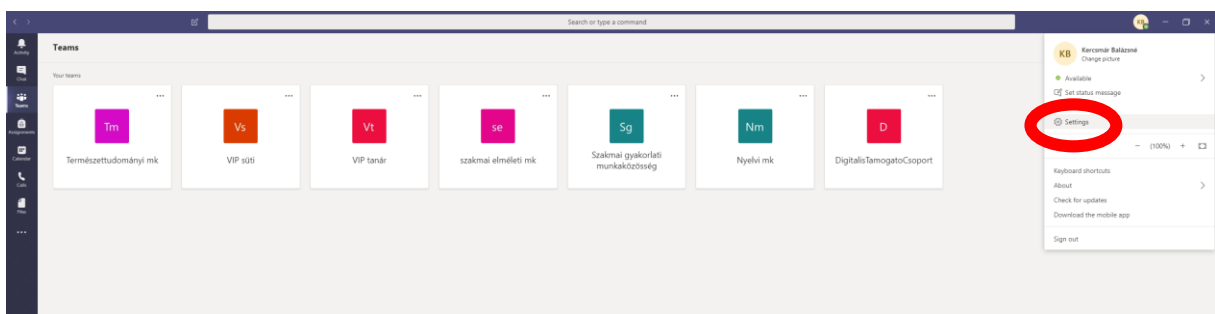 Search or type a command
KB
Activity
Chat
Teams
Assignments
Calendar
Calls
Files
Teams
Your teams
Tm
Természettudományi mk
Vs
VIP süti
Vt
VIP tanár
se
szakmai elméleti mk
Sg
Szakmai gyakorlati
munkaközösség
Nm
Nyelvi mk
D
DigitalisTamogatoCsoport
KB
Kercsmár Balázsné
Change picture
Available
Set status message
Settings
- (100%) +
Keyboard shortcuts
About
Check for updates
Download the mobile app
Sign out